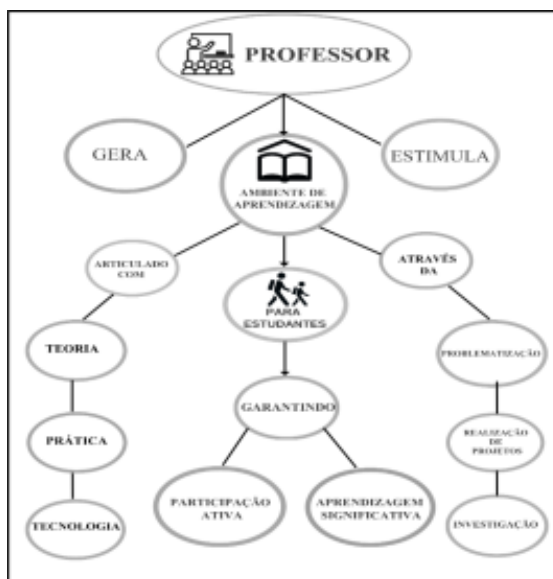 PROFESSOR
GERA
ESTIMULA
AMBIENTE DE
APRENDIZAGEM
ARTICULADO
COM
ATRAVÉS
DA
PARA
ESTUDANTES
TEORIA
PROBLEMATIZAÇÃO
GARANTINDO
PRÁTICA
REALIZAÇÃO
DE
PROJETOS
PARTICIPAÇÃO
ATIVA
APRENDIZAGEM
SIGNIFICATIVA
TECNOLOGIA
INVESTIGAÇÃO